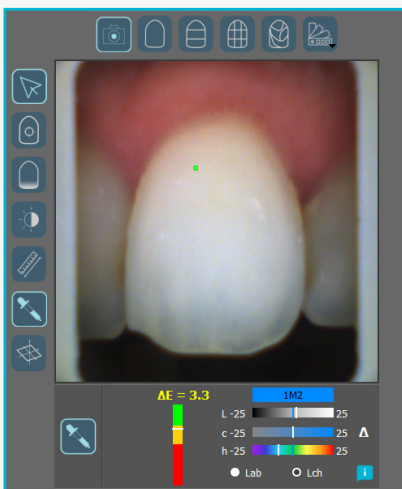 ΔE = 3.3
1M2
L -25 25
c -25 25 Δ
h -25 25
Lab Lch
i